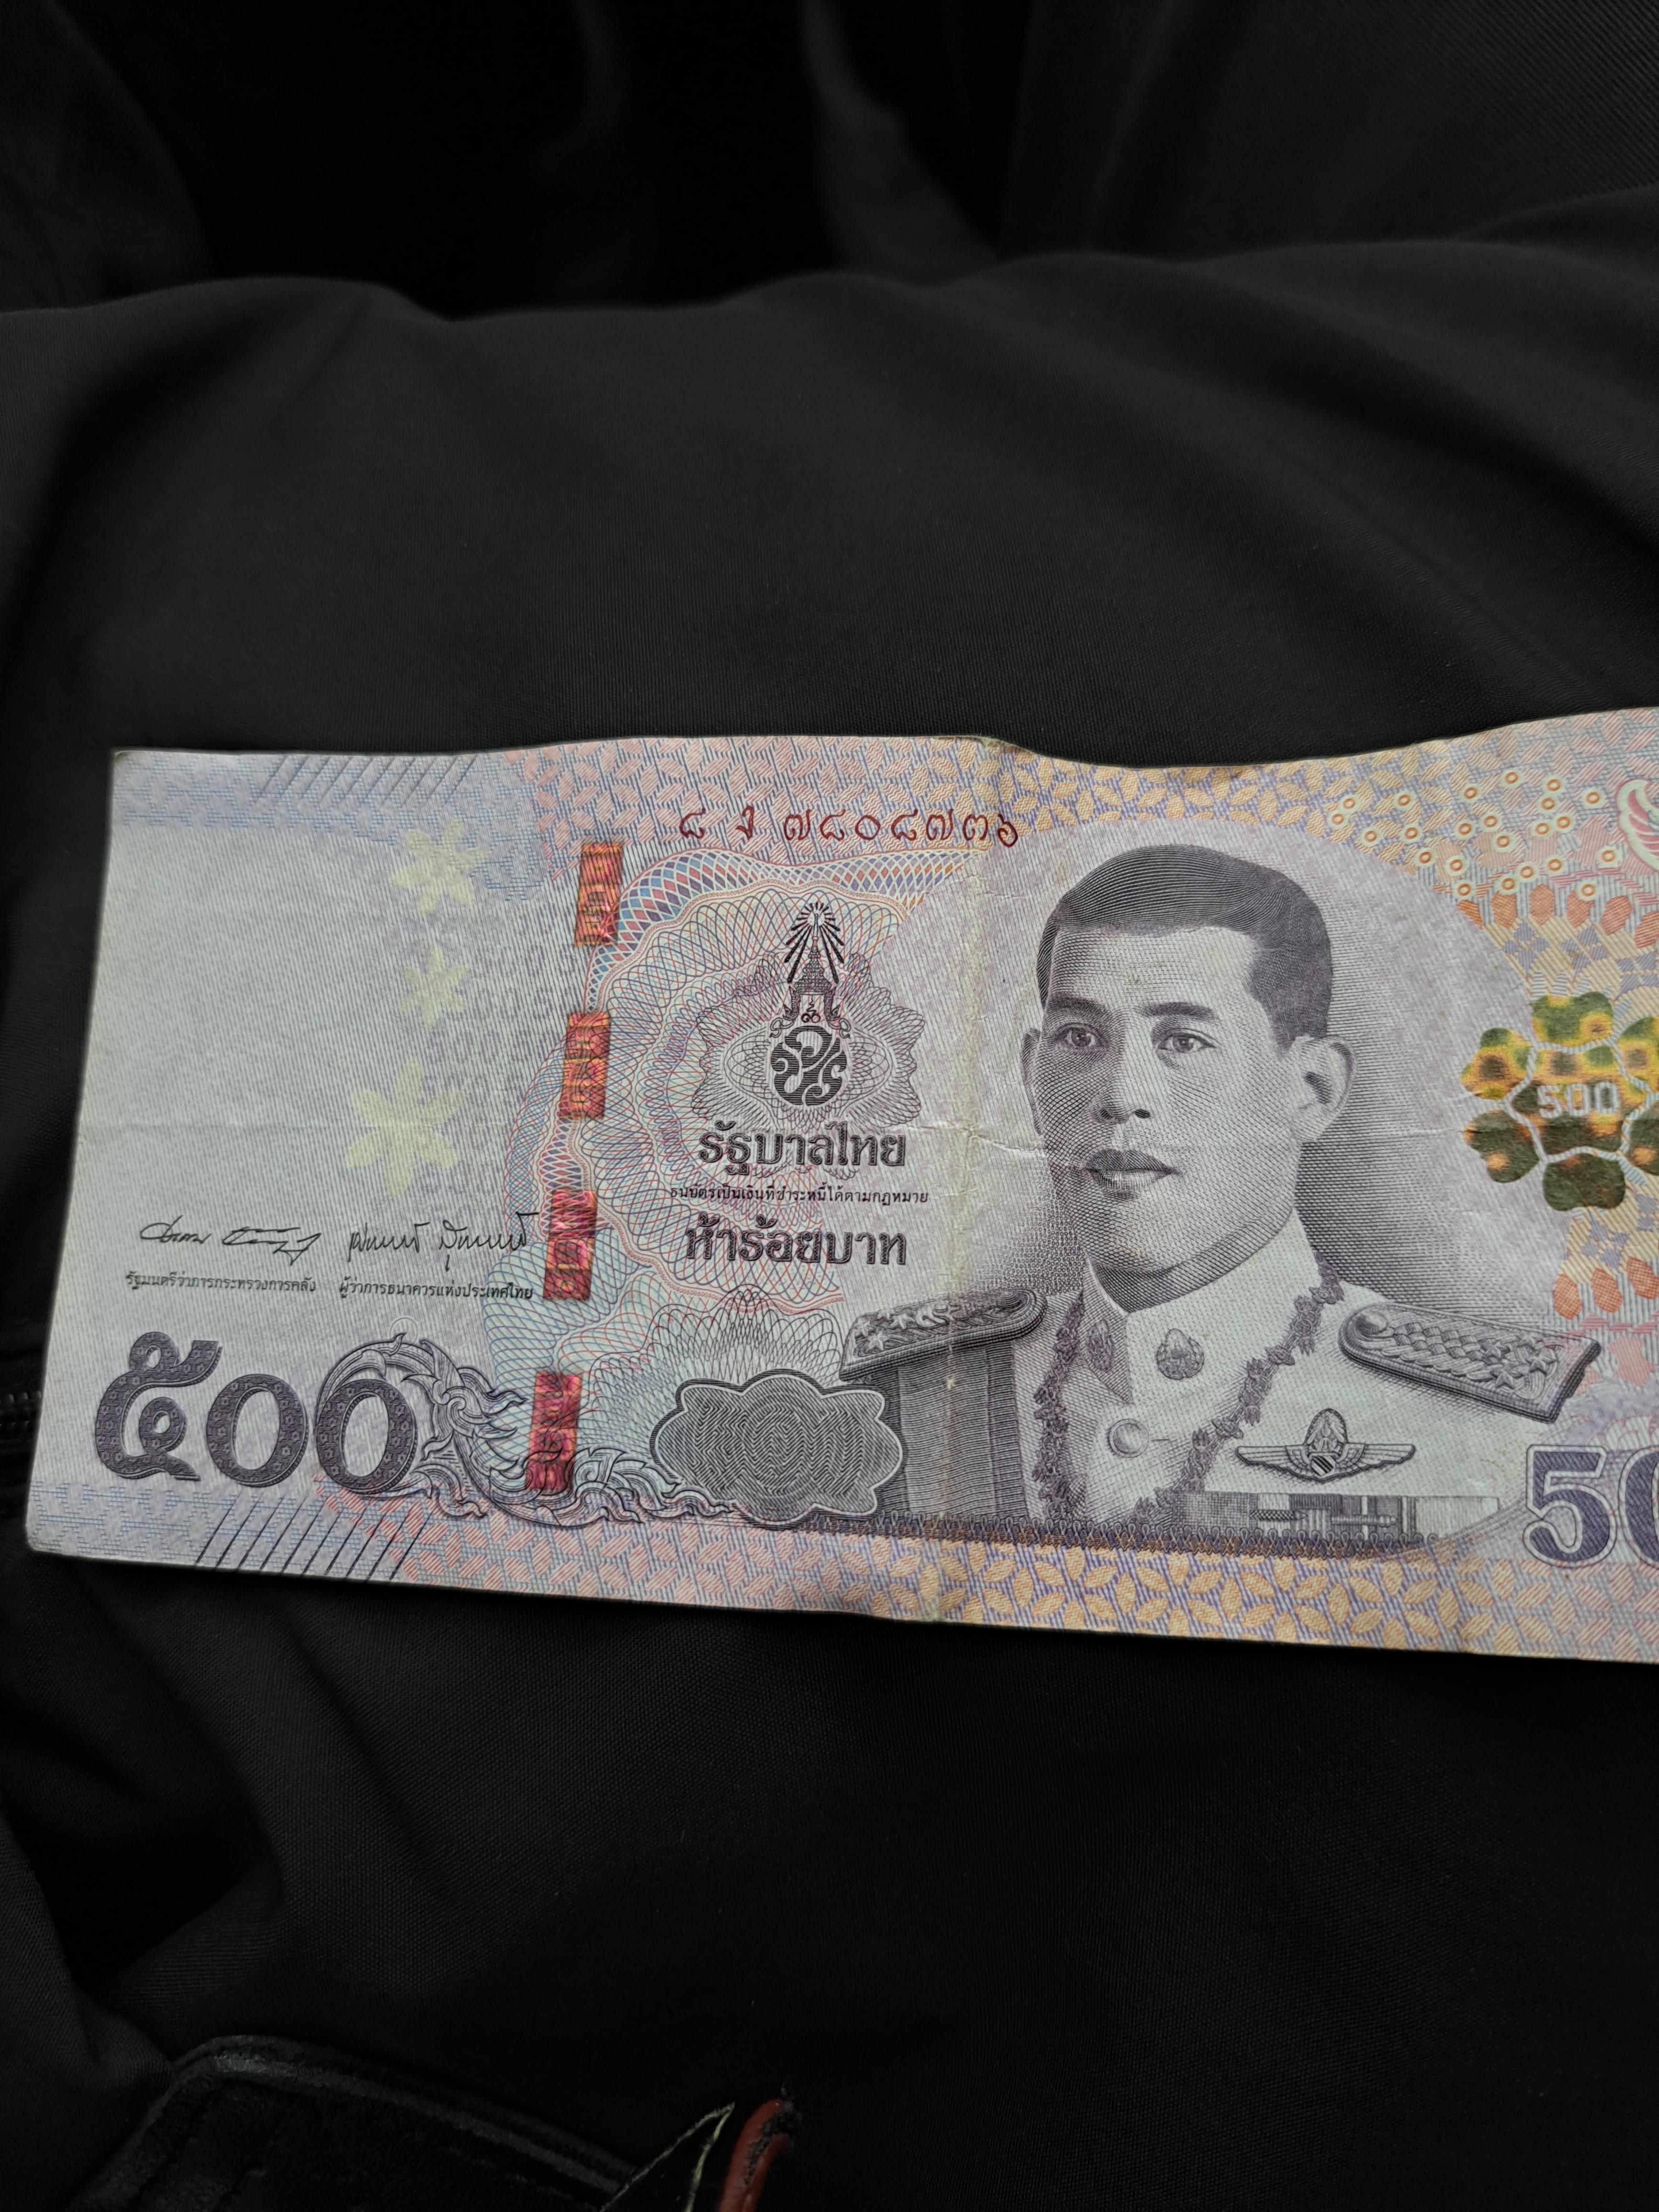 ๘ ง ๗๘๐๘๗๓๖
รัฐบาลไทย
ธนบัตรเป็นเงินที่ชำระหนี้ได้ตามกฎหมาย
ห้าร้อยบาท
500
รัฐมนตรีว่าการกระทรวงการคลัง ผู้ว่าการธนาคารแห่งประเทศไทย
๕๐๐
50